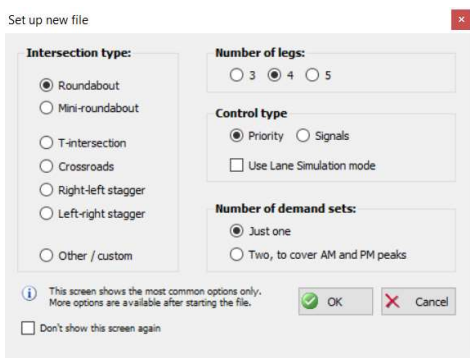 Set up new file
Intersection type:
Roundabout
Mini-roundabout
T-intersection
Crossroads
Right-left stagger
Left-right stagger
Other / custom
Number of legs:
3 4 5
Control type
Priority Signals
Use Lane Simulation mode
Number of demand sets:
Just one
Two, to cover AM and PM peaks
This screen shows the most common options only.
More options are available after starting the file.
OK Cancel
Don't show this screen again